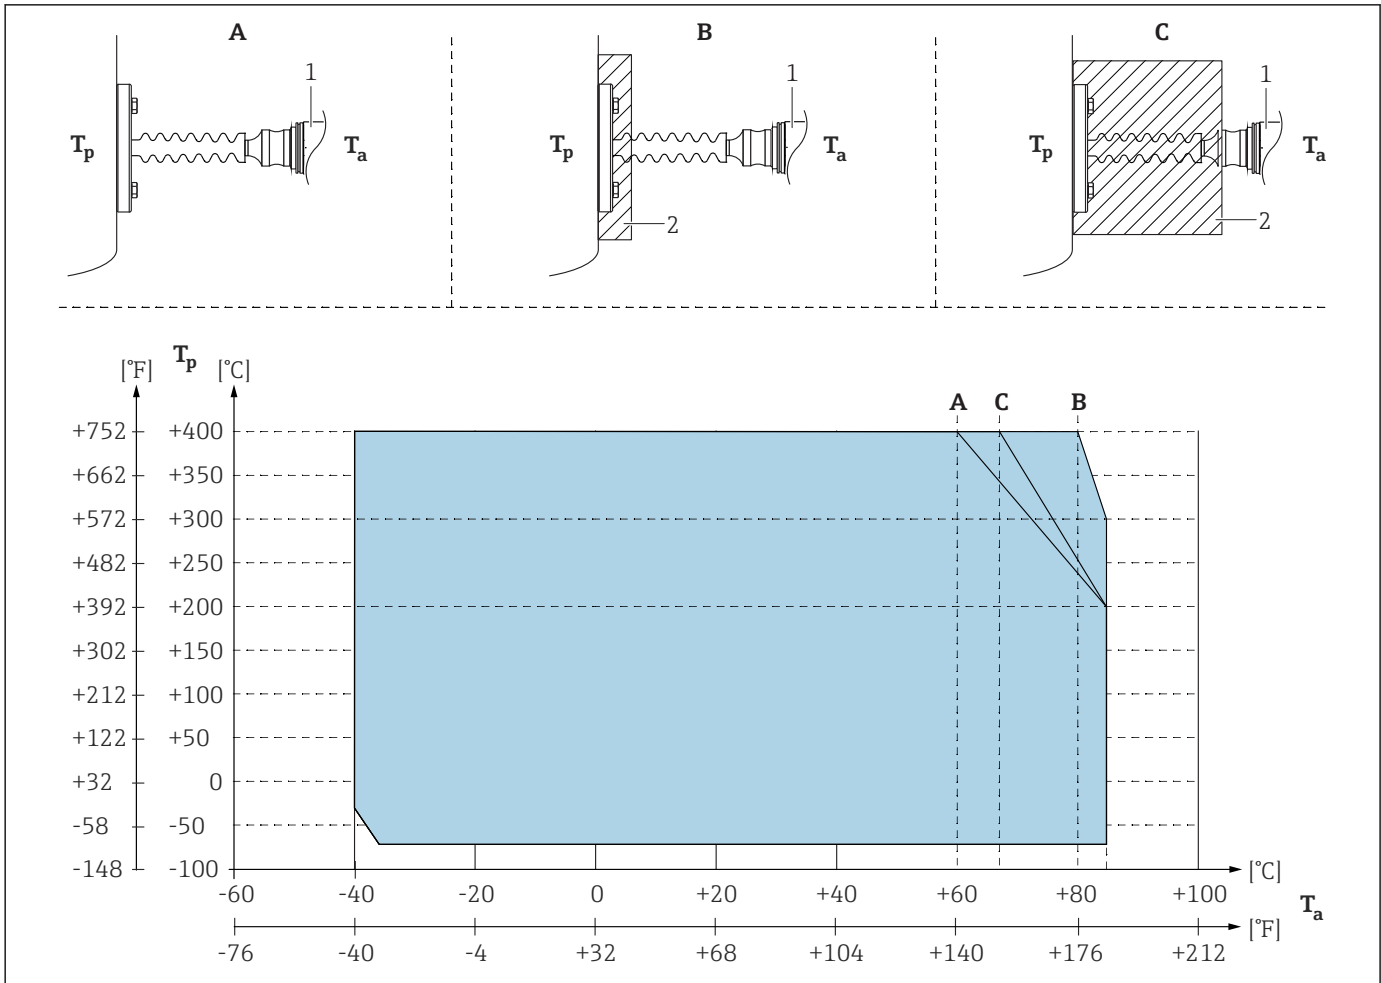 A B C
1 1 1
Tp Ta Tp Ta Tp Ta
2 2
Tp
[°F] [°C]
A C B
+752 +400
+662 +350
+572 +300
+482 +250
+392 +200
+302 +150
+212 +100
+122 +50
+32 0
-58 -50
-148 -100
[°C]
-60 -40 -20 0 +20 +40 +60 +80 +100
Ta
[°F]
-76 -40 -4 +32 +68 +104 +140 +176 +212